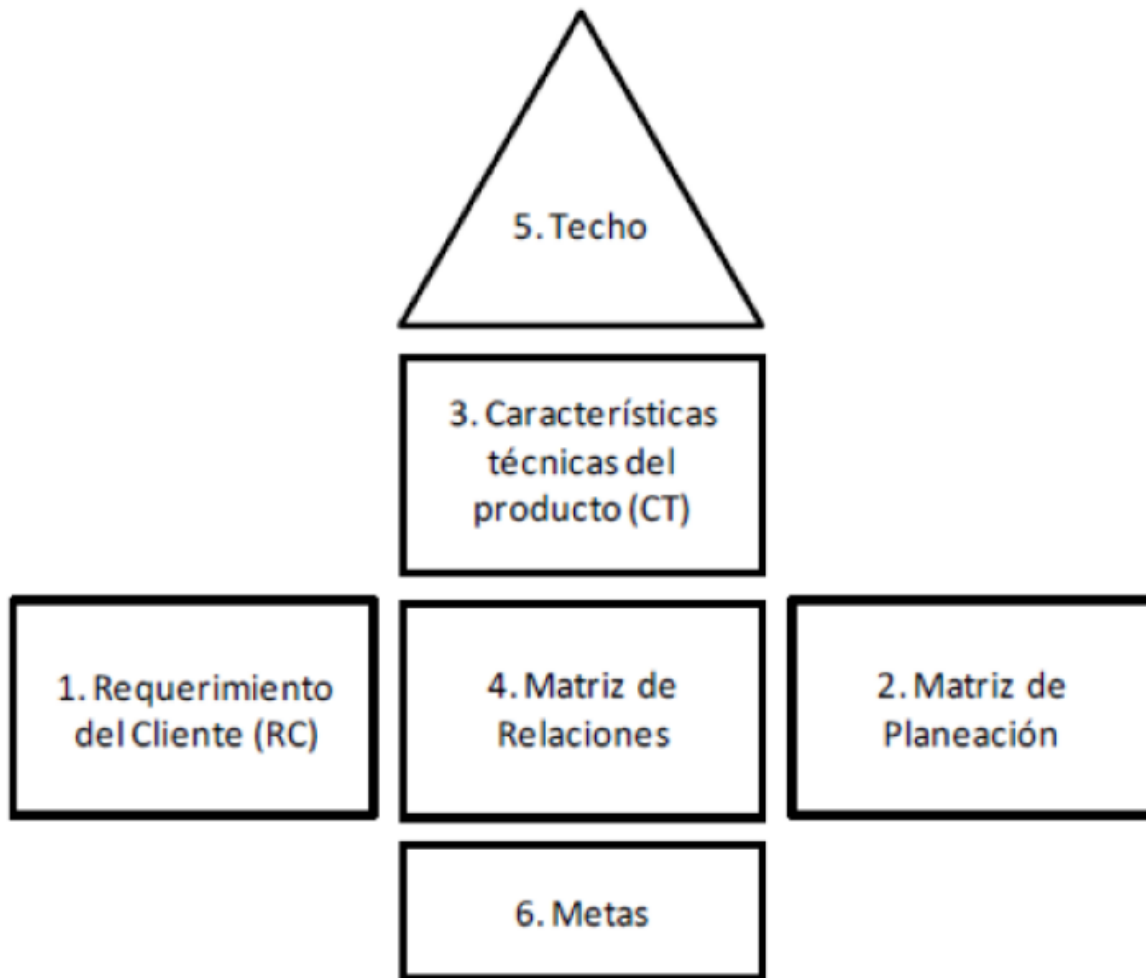 5. Techo
3. Características
técnicas del
producto (CT)
1. Requerimiento
del Cliente (RC)
4. Matriz de
Relaciones
2. Matriz de
Planeación
6. Metas